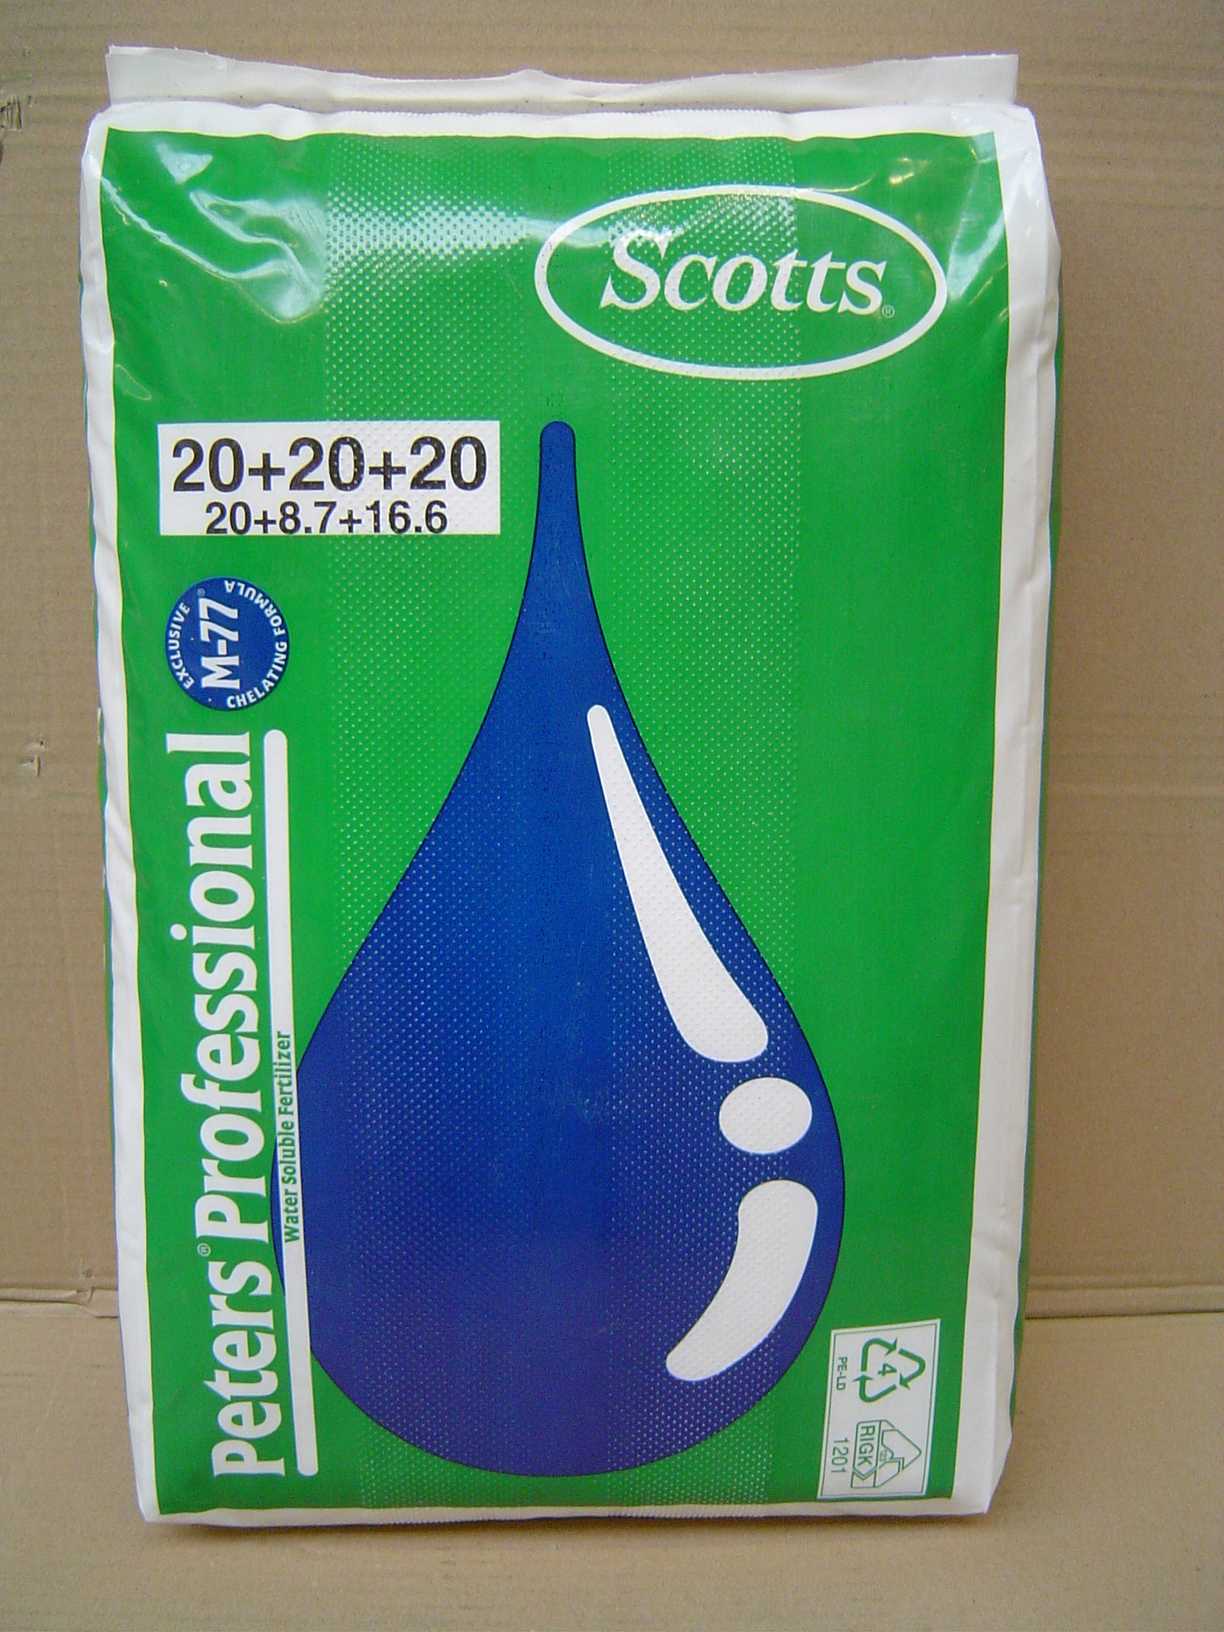 Scotts®
20+20+20
20+8.7+16.6
EXCLUSIVE
M-77®
CHELATING FORMULA
Peters® Professional
Water Soluble Fertilizer
4
PE-LD
RIGK
1201